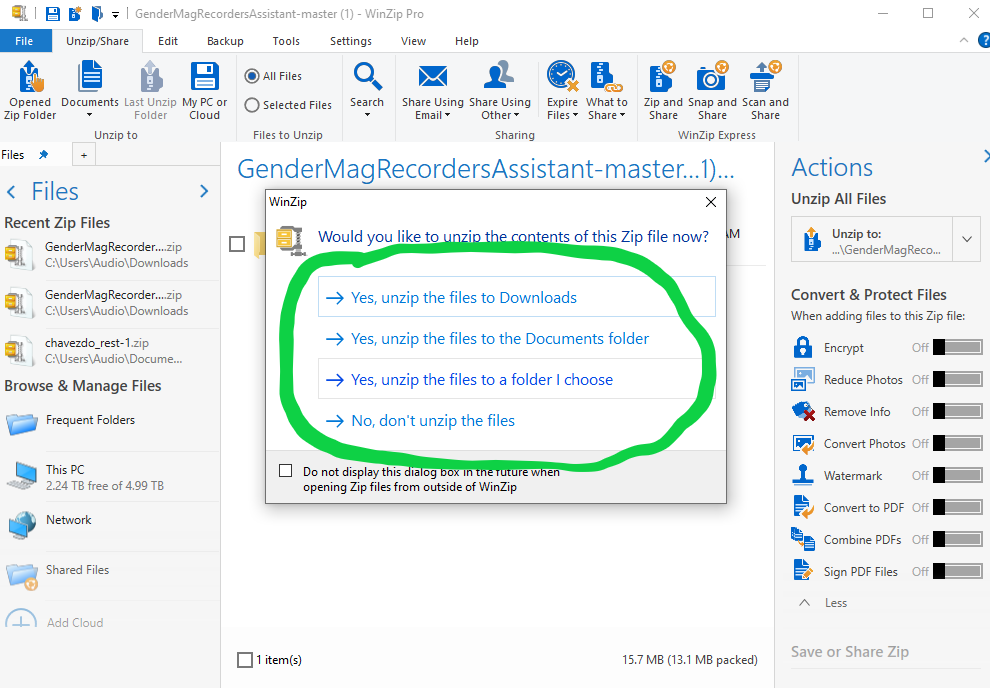 GenderMagRecordersAssistant-master (1) - WinZip Pro
File Unzip/Share Edit Backup Tools Settings View Help
Opened Zip Folder
Documents
Last Unzip Folder
My PC or Cloud
Unzip to
All Files
Selected Files
Files to Unzip
Search
Share Using Email
Share Using Other
Expire Files
What to Share
Sharing
Zip and Share
Snap and Share
Scan and Share
WinZip Express
Files
+
Files
Recent Zip Files
GenderMagRecorder....zip
C:\Users\Audio\Downloads
GenderMagRecorder....zip
C:\Users\Audio\Downloads
chavezdo_rest-1.zip
C:\Users\Audio\Docume...
Browse & Manage Files
Frequent Folders
This PC
2.24 TB free of 4.99 TB
Network
Shared Files
Add Cloud
GenderMagRecordersAssistant-master...1)...
AM
WinZip
Would you like to unzip the contents of this Zip file now?
Yes, unzip the files to Downloads
Yes, unzip the files to the Documents folder
Yes, unzip the files to a folder I choose
No, don't unzip the files
Do not display this dialog box in the future when
opening Zip files from outside of WinZip
1 item(s)
15.7 MB (13.1 MB packed)
Actions
Unzip All Files
Unzip to:
...\GenderMagReco...
Convert & Protect Files
When adding files to this Zip file:
Encrypt Off
Reduce Photos Off
Remove Info Off
Convert Photos Off
Watermark Off
Convert to PDF Off
Combine PDFs Off
Sign PDF Files Off
Less
Save or Share Zip